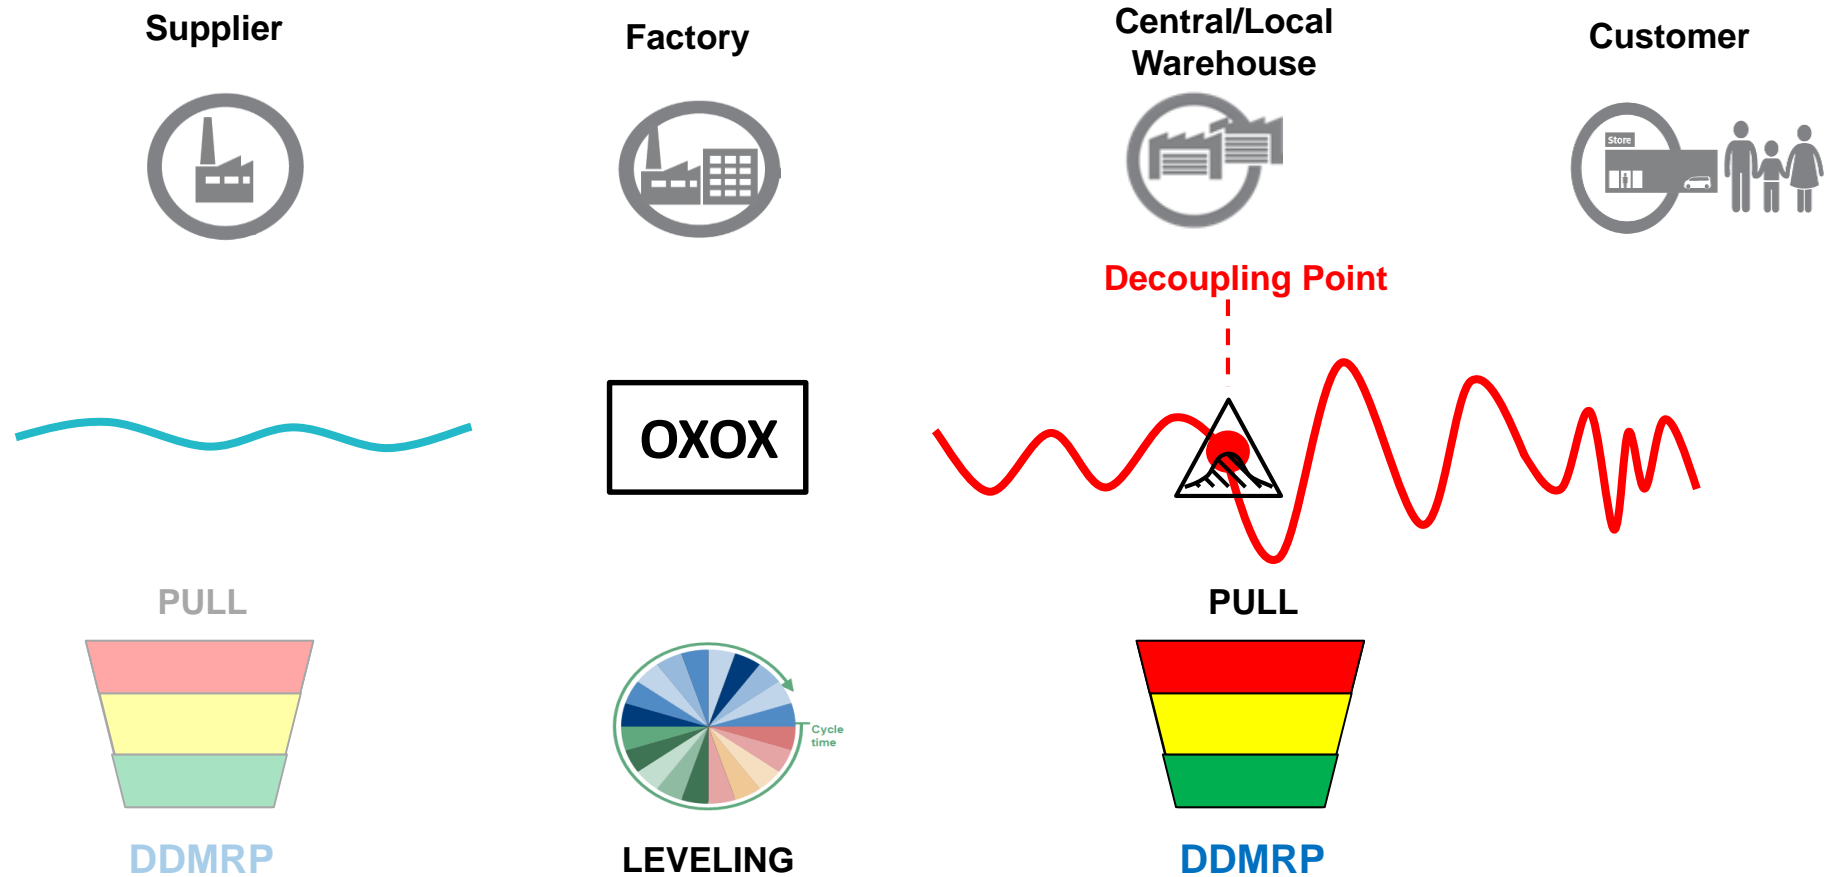 Supplier
Factory
Central/Local
Warehouse
Customer
Store
Decoupling Point
OXOX
PULL
PULL
Cycle
time
DDMRP
LEVELING
DDMRP